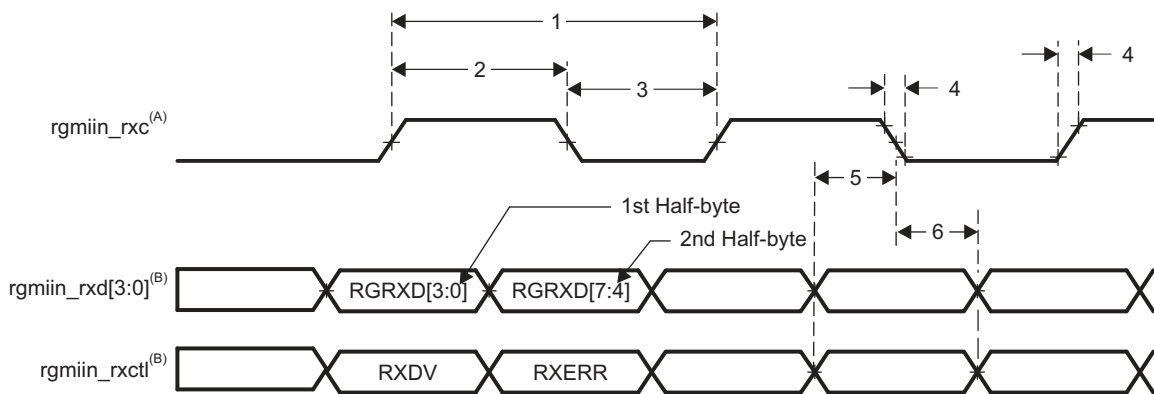 1
2
3
4
4
rgmiin_rxc(A)
5
1st Half-byte
6
2nd Half-byte
rgmiin_rxd[3:0](B)
RGRXD[3:0]
RGRXD[7:4]
rgmiin_rxctl(B)
RXDV
RXERR